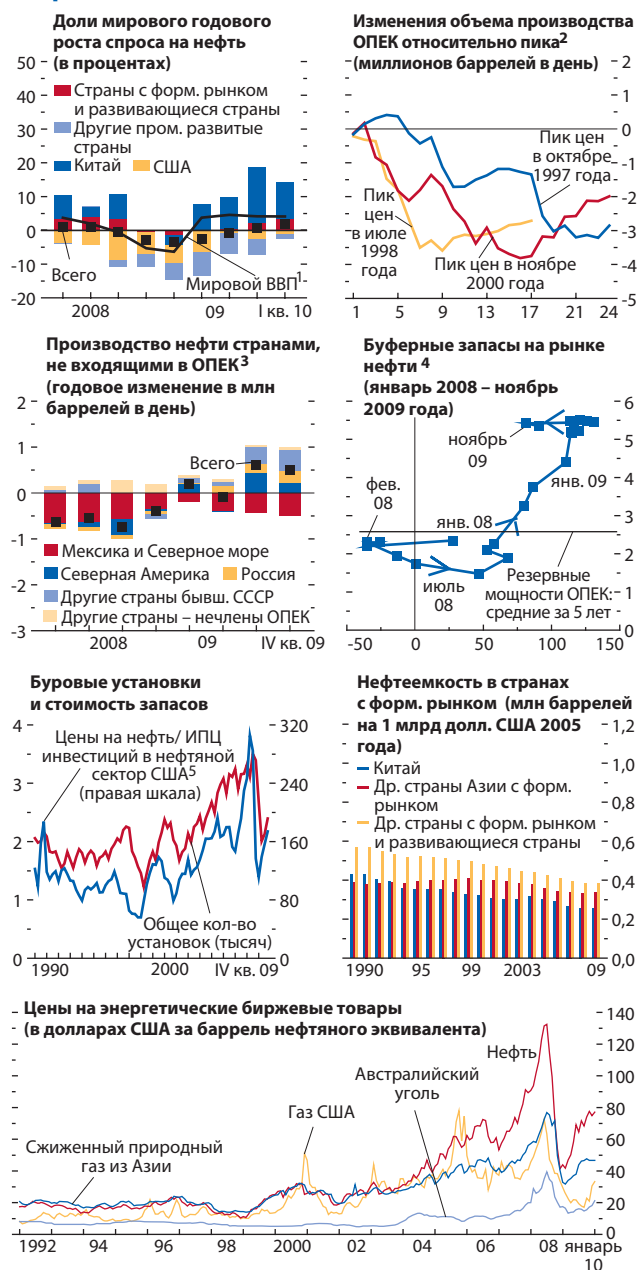 Доли мирового годового
роста спроса на нефть
(в процентах)
50
40
30
20
10
0
-10
-20
Страны с форм. рынком
и развивающиеся страны
Другие пром. развитые
страны
Китай
США
Всего
Мировой ВВП1
2008
09
I кв. 10
Изменения объема производства
ОПЕК относительно пика2
(миллионов баррелей в день)
2
1
0
-1
-2
-3
-4
-5
Пик цен
в октябре
1997 года
Пик
цен
в июле
1998
года
Пик цен в ноябре
2000 года
1
5
9
13
17
21
24
Производство нефти странами,
не входящими в ОПЕК3
(годовое изменение в млн
баррелей в день)
2
1
0
-1
-2
-3
Всего
Мексика и Северное море
Северная Америка
Россия
Другие страны бывш. СССР
Другие страны – нечлены ОПЕК
2008
09
IV кв. 09
Буферные запасы на рынке
нефти 4
(январь 2008 – ноябрь
2009 года)
6
5
4
3
2
1
0
ноябрь
09
янв. 09
фев.
08
янв. 08
июль
08
Резервные
мощности ОПЕК:
средние за 5 лет
-50
0
50
100
150
Буровые установки
и стоимость запасов
4
3
2
1
0
320
240
160
80
0
Цены на нефть/ ИПЦ
инвестиций в нефтяной
сектор США5
(правая шкала)
Общее кол-во
установок (тысяч)
1990
2000
IV кв. 09
Нефтеемкость в странах
с форм. рынком (млн баррелей
на 1 млрд долл. США 2005
года)
1,2
1,0
0,8
0,6
0,4
0,2
0,0
Китай
Др. страны Азии с форм.
рынком
Др. страны с форм. рынком
и развивающиеся страны
1990
95
99
2003
09
Цены на энергетические биржевые товары
(в долларах США за баррель нефтяного эквивалента)
140
120
100
80
60
40
20
0
Нефть
Австралийский
уголь
Газ США
Сжиженный природный
газ из Азии
1992
94
96
98
2000
02
04
06
08
январь
10